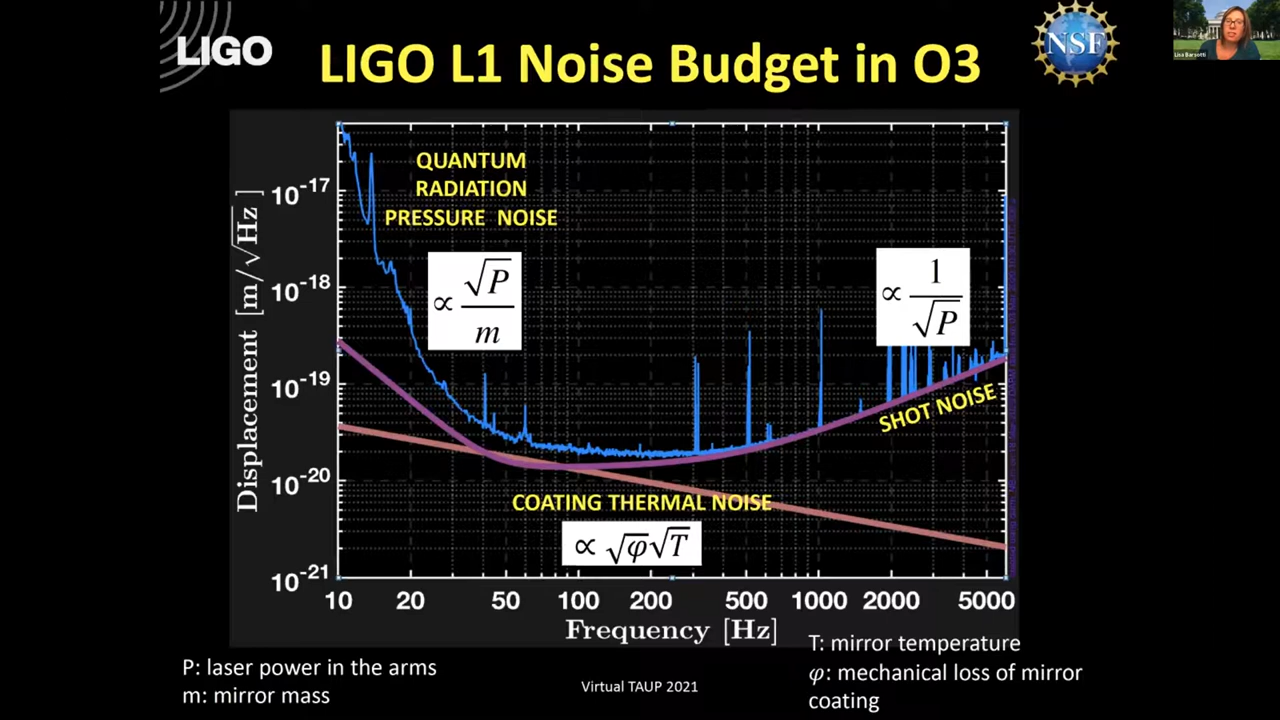 LIGO
LIGO L1 Noise Budget in O3
NSF
Lisa Barsotti
QUANTUM
RADIATION
PRESSURE NOISE
∝ √P / m
∝ 1 / √P
SHOT NOISE
COATING THERMAL NOISE
∝ √φ√T
Displacement [m/√Hz]
10-17
10-18
10-19
10-20
10-21
10 20 50 100 200 500 1000 2000 5000
Frequency [Hz]
P: laser power in the arms
m: mirror mass
Virtual TAUP 2021
T: mirror temperature
φ: mechanical loss of mirror
coating